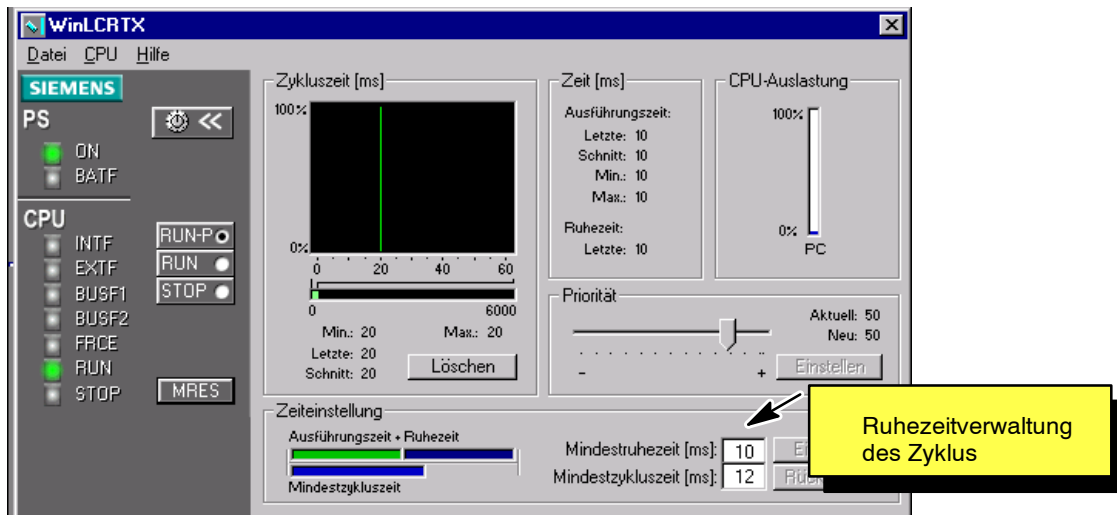 WinLCRTX
Datei CPU Hilfe
SIEMENS
PS
ON
BATF
CPU
INTF
EXTF
BUSF1
BUSF2
FRCE
RUN
STOP
RUN-P
RUN
STOP
MRES
Zykluszeit [ms]
100%
0%
0 20 40 60
0 6000
Min.: 20 Max.: 20
Letzte: 20
Schnitt: 20
Löschen
Zeit [ms]
Ausführungszeit:
Letzte: 10
Schnitt: 10
Min.: 10
Max.: 10
Ruhezeit:
Letzte: 10
CPU-Auslastung
100%
0%
PC
Priorität
Aktuell: 50
Neu: 50
- +
Einstellen
Zeiteinstellung
Ausführungszeit + Ruhezeit
Mindestzykluszeit
Mindestruhezeit [ms]: 10
Mindestzykluszeit [ms]: 12
Ruhezeitverwaltung
des Zyklus